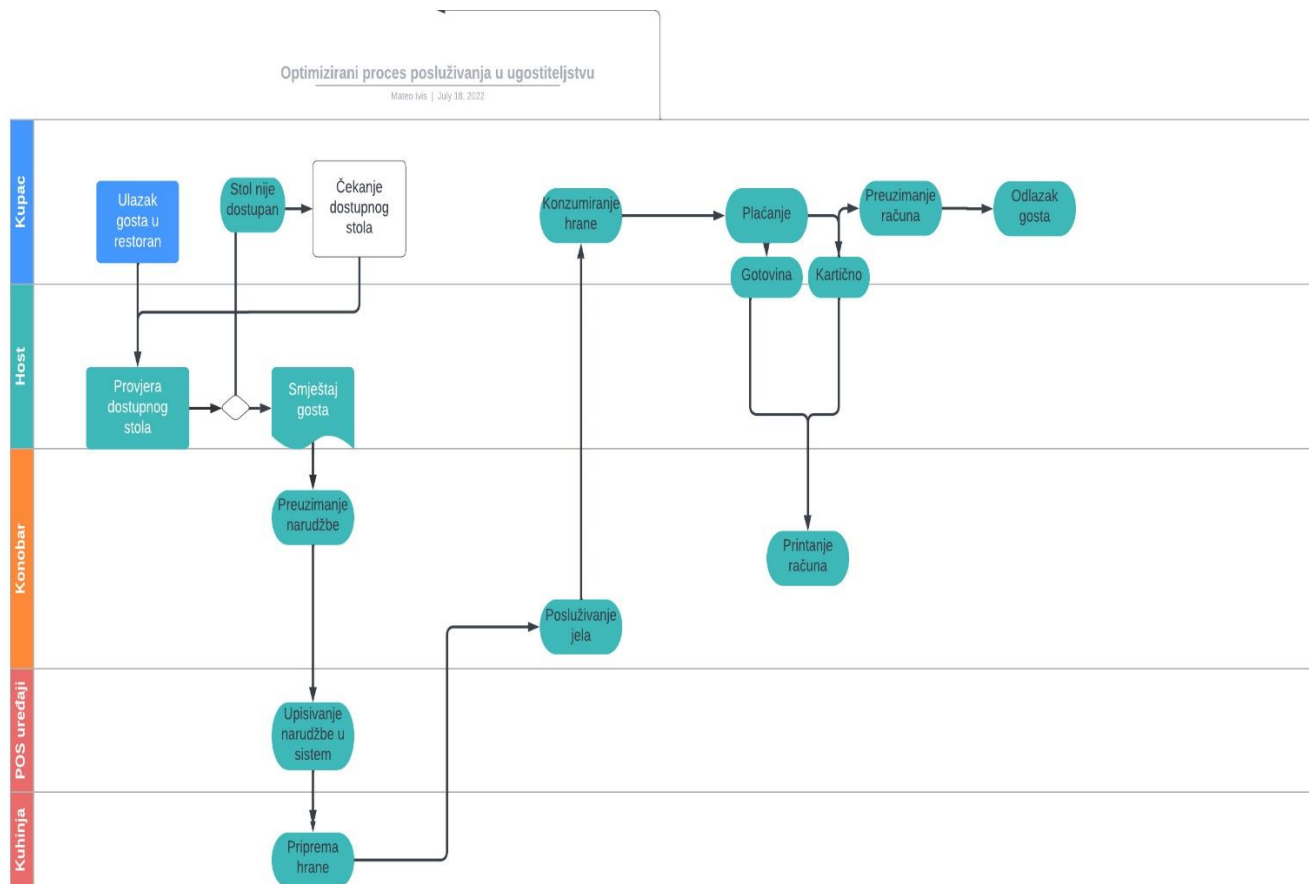 Optimizirani proces posluživanja u ugostiteljstvu
Mateo Ivis | July 18, 2022
Kupac
Ulazak
gosta u
restoran
Stol nije
dostupan
Čekanje
dostupnog
stola
Konzumiranje
hrane
Plaćanje
Preuzimanje
računa
Odlazak
gosta
Gotovina
Kartično
Host
Provjera
dostupnog
stola
Smještaj
gosta
Konobar
Preuzimanje
narudžbe
Printanje
računa
Posluživanje
jela
POS uređaji
Upisivanje
narudžbe u
sistem
Kuhinja
Priprema
hrane